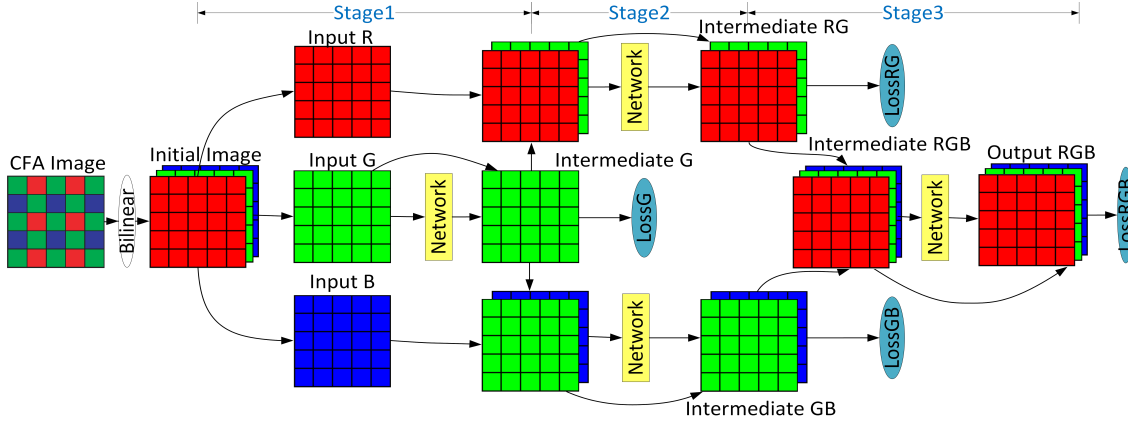 Stage1
Stage2
Stage3
Input R
Intermediate RG
Network
LossRG
CFA Image
Bilinear
Initial Image
Input G
Network
Intermediate G
LossG
Intermediate RGB
Network
Output RGB
LossRGB
Input B
Network
Intermediate GB
LossGB